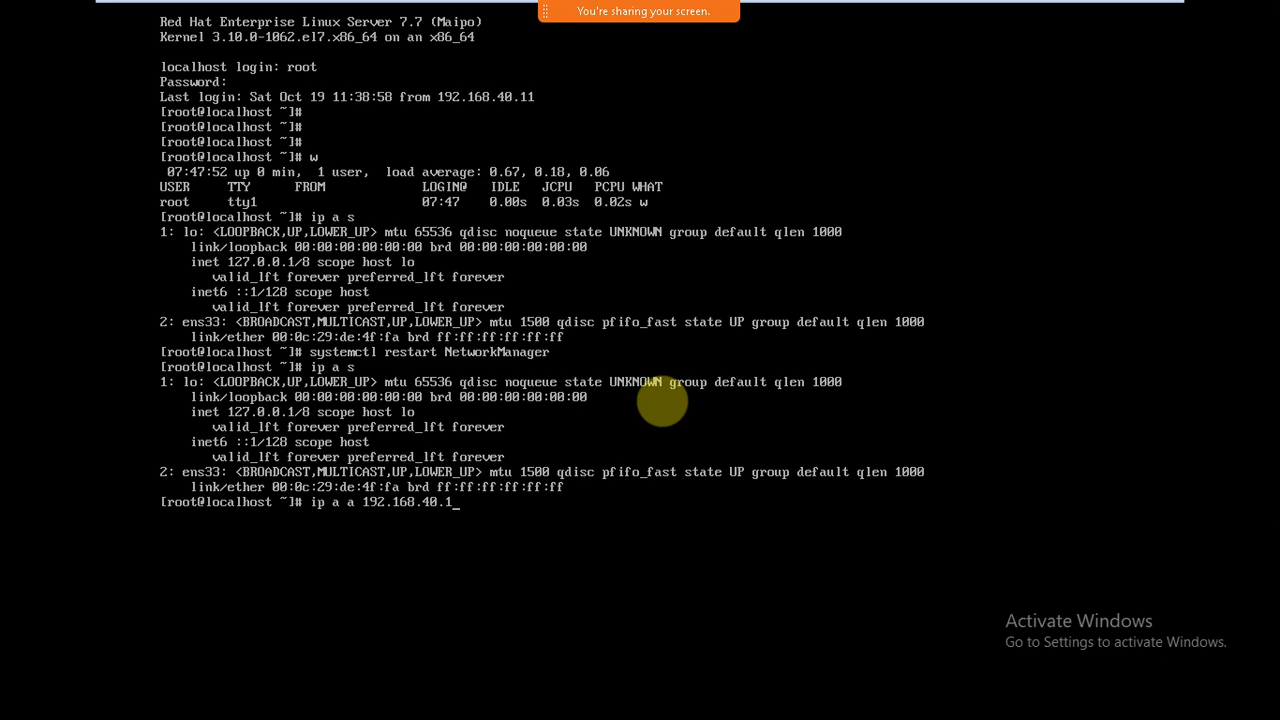 You're sharing your screen.
Red Hat Enterprise Linux Server 7.7 (Maipo)
Kernel 3.10.0-1062.el7.x86_64 on an x86_64
localhost login: root
Password:
Last login: Sat Oct 19 11:38:58 from 192.168.40.11
[root@localhost ~]#
[root@localhost ~]#
[root@localhost ~]#
[root@localhost ~]# w
 07:47:52 up 0 min,  1 user,  load average: 0.67, 0.18, 0.06
USER     TTY      FROM             LOGIN@   IDLE   JCPU   PCPU WHAT
root     tty1                      07:47    0.00s  0.03s  0.02s w
[root@localhost ~]# ip a s
1: lo: <LOOPBACK,UP,LOWER_UP> mtu 65536 qdisc noqueue state UNKNOWN group default qlen 1000
    link/loopback 00:00:00:00:00:00 brd 00:00:00:00:00:00
    inet 127.0.0.1/8 scope host lo
       valid_lft forever preferred_lft forever
    inet6 ::1/128 scope host
       valid_lft forever preferred_lft forever
2: ens33: <BROADCAST,MULTICAST,UP,LOWER_UP> mtu 1500 qdisc pfifo_fast state UP group default qlen 1000
    link/ether 00:0c:29:de:4f:fa brd ff:ff:ff:ff:ff:ff
[root@localhost ~]# systemctl restart NetworkManager
[root@localhost ~]# ip a s
1: lo: <LOOPBACK,UP,LOWER_UP> mtu 65536 qdisc noqueue state UNKNOWN group default qlen 1000
    link/loopback 00:00:00:00:00:00 brd 00:00:00:00:00:00
    inet 127.0.0.1/8 scope host lo
       valid_lft forever preferred_lft forever
    inet6 ::1/128 scope host
       valid_lft forever preferred_lft forever
2: ens33: <BROADCAST,MULTICAST,UP,LOWER_UP> mtu 1500 qdisc pfifo_fast state UP group default qlen 1000
    link/ether 00:0c:29:de:4f:fa brd ff:ff:ff:ff:ff:ff
[root@localhost ~]# ip a a 192.168.40.1_
Activate Windows
Go to Settings to activate Windows.